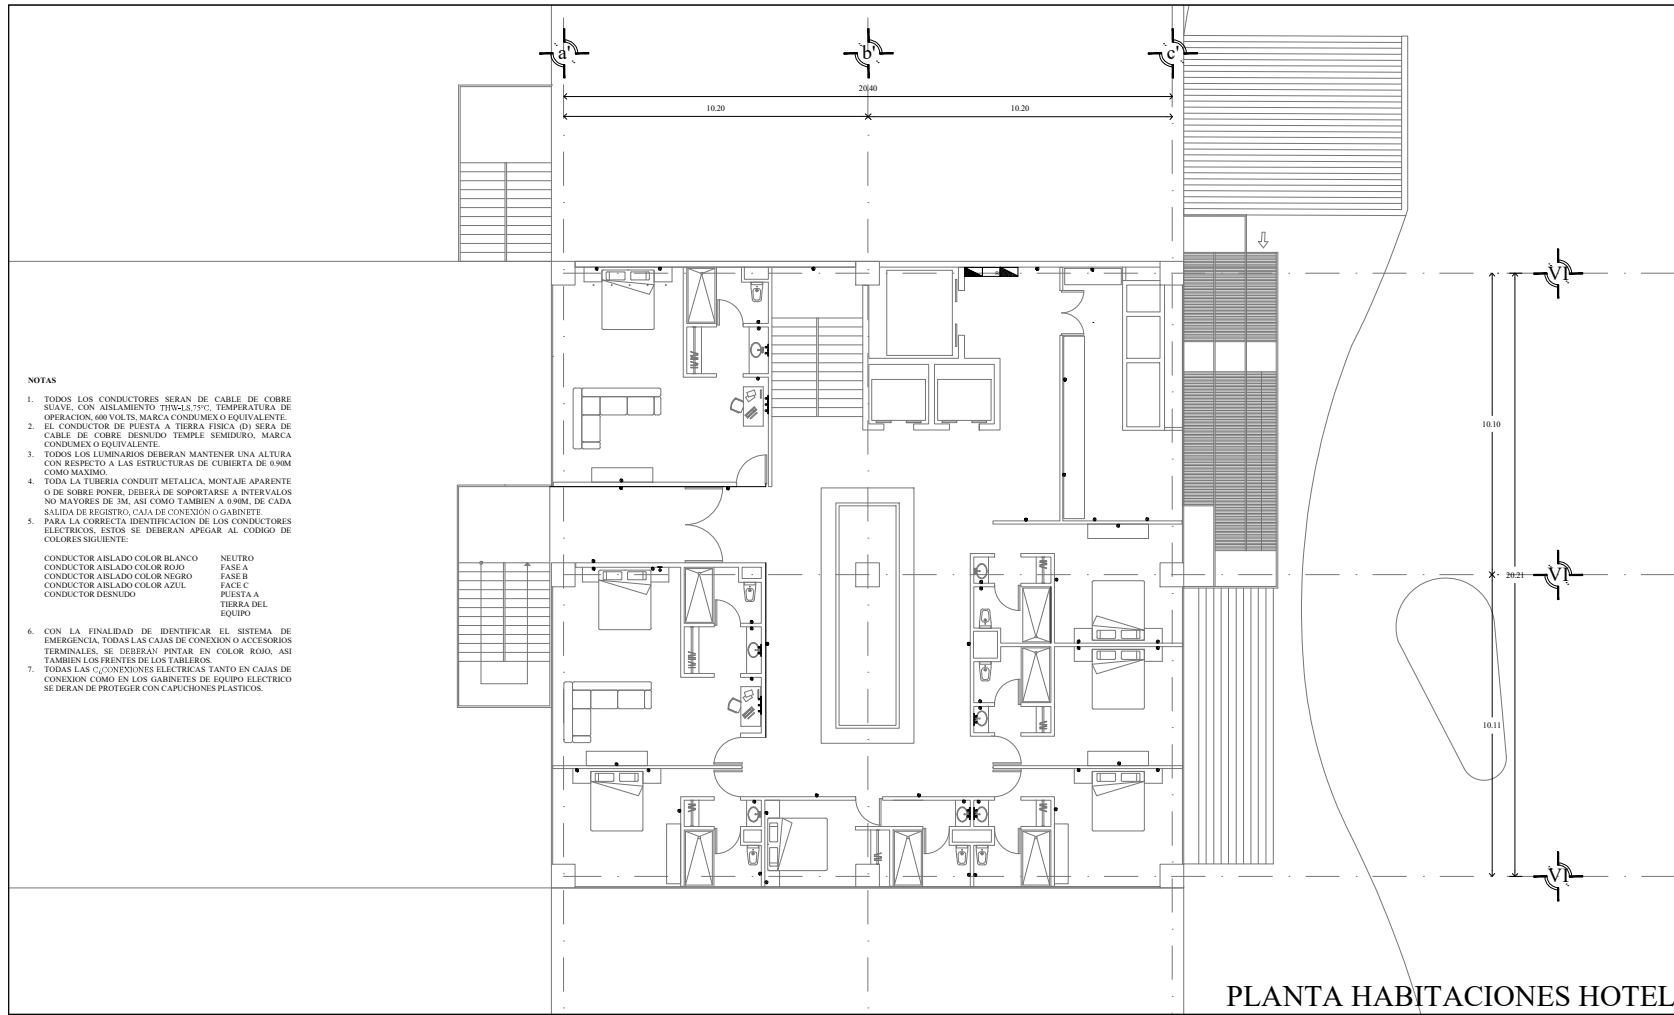 a'
b'
c'
20.40
10.20
10.20
VI
10.10
VI
20.21
10.11
VI
NOTAS
1. TODOS LOS CONDUCTORES SERAN DE CABLE DE COBRE
SUAVE, CON AISLAMIENTO THW-LS,75°C, TEMPERATURA DE
OPERACION, 600 VOLTS, MARCA CONDUMEX O EQUIVALENTE.
2. EL CONDUCTOR DE PUESTA A TIERRA FISICA (D) SERA DE
CABLE DE COBRE DESNUDO TEMPLE SEMIDURO, MARCA
CONDUMEX O EQUIVALENTE.
3. TODOS LOS LUMINARIOS DEBERAN MANTENER UNA ALTURA
CON RESPECTO A LAS ESTRUCTURAS DE CUBIERTA DE 0.90M
COMO MAXIMO.
4. TODA LA TUBERIA CONDUIT METALICA, MONTAJE APARENTE
O DE SOBRE PONER, DEBERÁ DE SOPORTARSE A INTERVALOS
NO MAYORES DE 3M, ASI COMO TAMBIEN A 0.90M, DE CADA
SALIDA DE REGISTRO, CAJA DE CONEXIÓN O GABINETE.
5. PARA LA CORRECTA IDENTIFICACION DE LOS CONDUCTORES
ELECTRICOS, ESTOS SE DEBERAN APEGAR AL CODIGO DE
COLORES SIGUIENTE:
CONDUCTOR AISLADO COLOR BLANCO NEUTRO
CONDUCTOR AISLADO COLOR ROJO FASE A
CONDUCTOR AISLADO COLOR NEGRO FASE B
CONDUCTOR AISLADO COLOR AZUL FACE C
CONDUCTOR DESNUDO PUESTA A
TIERRA DEL
EQUIPO
6. CON LA FINALIDAD DE IDENTIFICAR EL SISTEMA DE
EMERGENCIA, TODAS LAS CAJAS DE CONEXION O ACCESORIOS
TERMINALES, SE DEBERÁN PINTAR EN COLOR ROJO, ASI
TAMBIEN LOS FRENTES DE LOS TABLEROS.
7. TODAS LAS C¿CONEXIONES ELECTRICAS TANTO EN CAJAS DE
CONEXION COMO EN LOS GABINETES DE EQUIPO ELECTRICO
SE DERAN DE PROTEGER CON CAPUCHONES PLASTICOS.
PLANTA HABITACIONES HOTEL